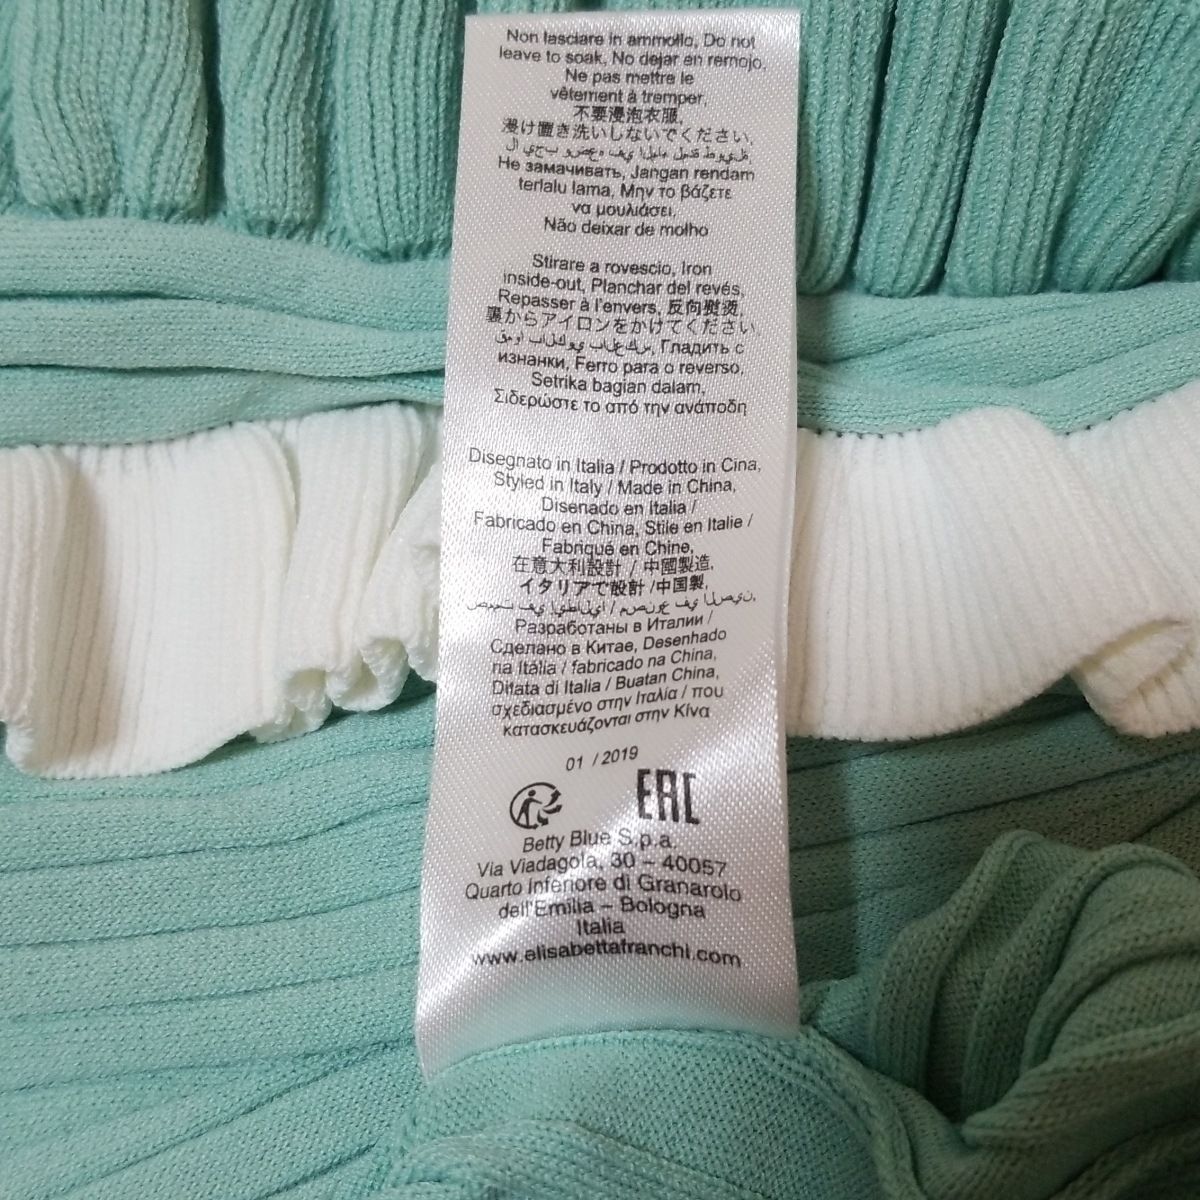 Non lasciare in ammollo, Do not
leave to soak, No dejar en remojo,
Ne pas mettre le
vêtement à tremper,
不要浸泡衣服,
浸け置き洗いしないでください,
Не замачивать, Jangan rendam
terlalu lama, Μην το βάζετε
να μουλιάσει,
Não deixar de molho
Stirare a rovescio, Iron
inside-out, Planchar del revés,
Repasser à l'envers, 反向熨烫,
裏からアイロンをかけてください,
Гладить с
изнанки, Ferro para o reverso,
Setrika bagian dalam,
Σιδερώστε το από την ανάποδη
Disegnato in Italia / Prodotto in Cina,
Styled in Italy / Made in China,
Disenado en Italia /
Fabricado en China, Stile en Italie /
Fabriqué en Chine,
在意大利設計 / 中國製造,
イタリアで設計 /中国製,
صممت في إيطاليا / مصنوع في الصين,
Разработаны в Италии /
Сделано в Китае, Desenhado
na Itália / fabricado na China,
Ditata di Italia / Buatan China,
σχεδιασμένο στην Ιταλία / που
κατασκευάζονται στην Κίνα
01 / 2019
EAC
Betty Blue S.p.a.
Via Viadagola, 30 – 40057
Quarto Inferiore di Granarolo
dell'Emilia – Bologna
Italia
www.elisabettafranchi.com